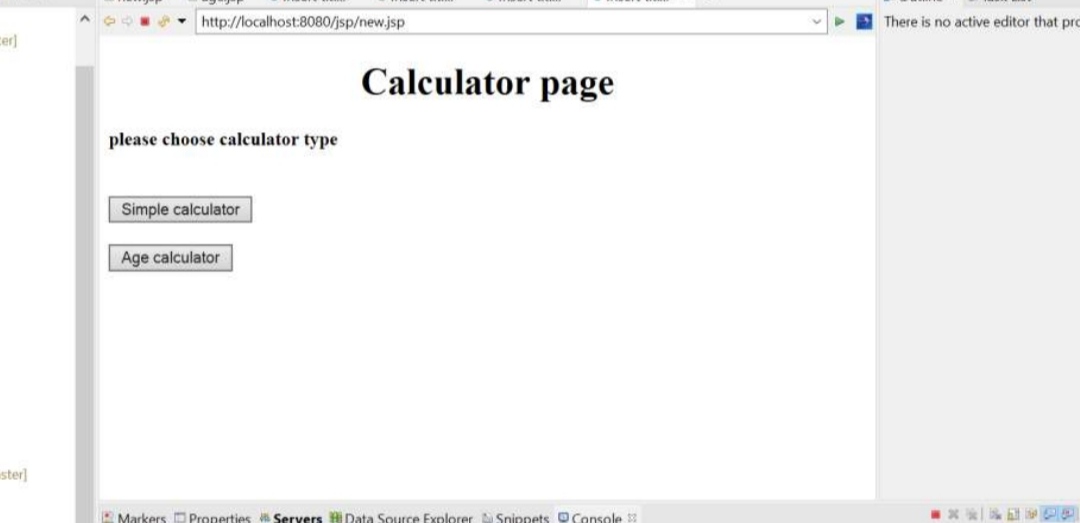 http://localhost:8080/jsp/new.jsp
There is no active editor that pro
er]
Calculator page
please choose calculator type
Simple calculator
Age calculator
ster]
Markers Properties Servers Data Source Explorer Snippets Console